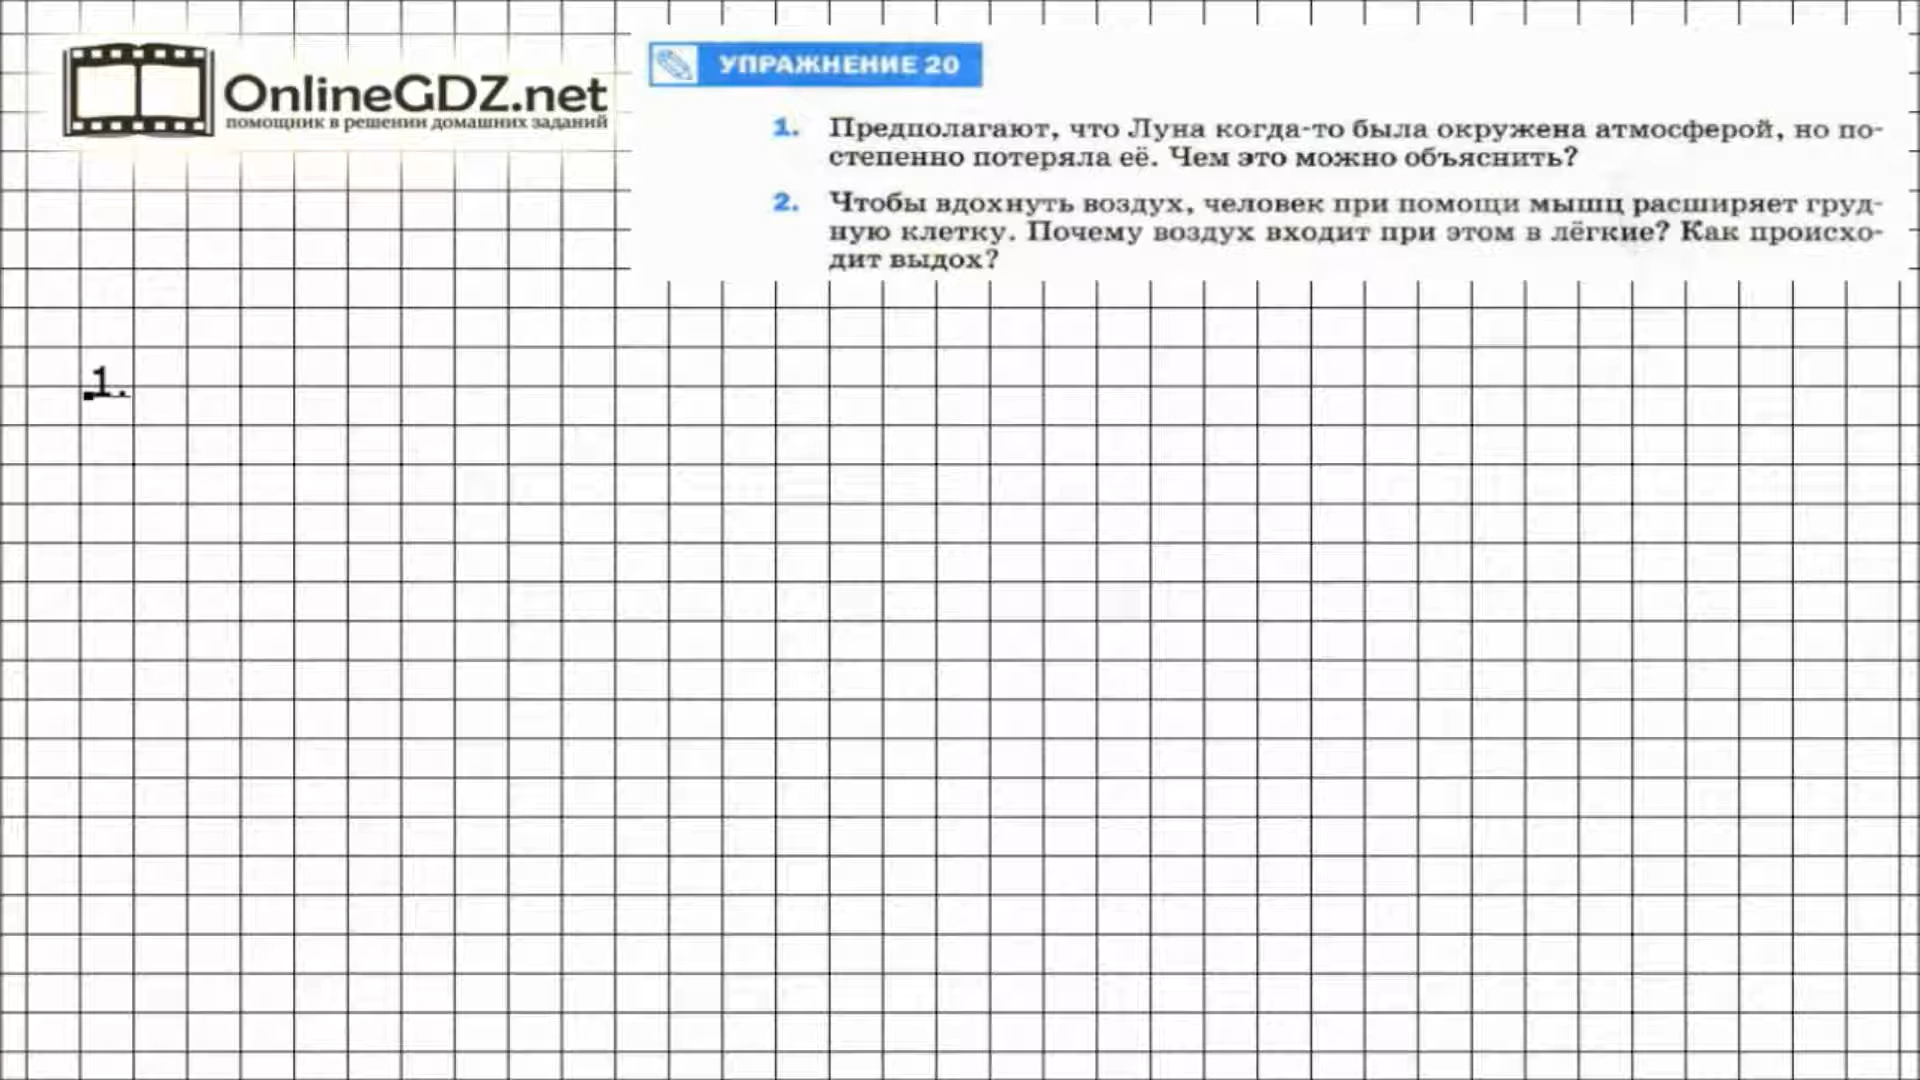 OnlineGDZ.net
помощник в решении домашних заданий
УПРАЖНЕНИЕ 20
1. Предполагают, что Луна когда-то была окружена атмосферой, но по-
степенно потеряла её. Чем это можно объяснить?
2. Чтобы вдохнуть воздух, человек при помощи мышц расширяет груд-
ную клетку. Почему воздух входит при этом в лёгкие? Как происхо-
дит выдох?
1.